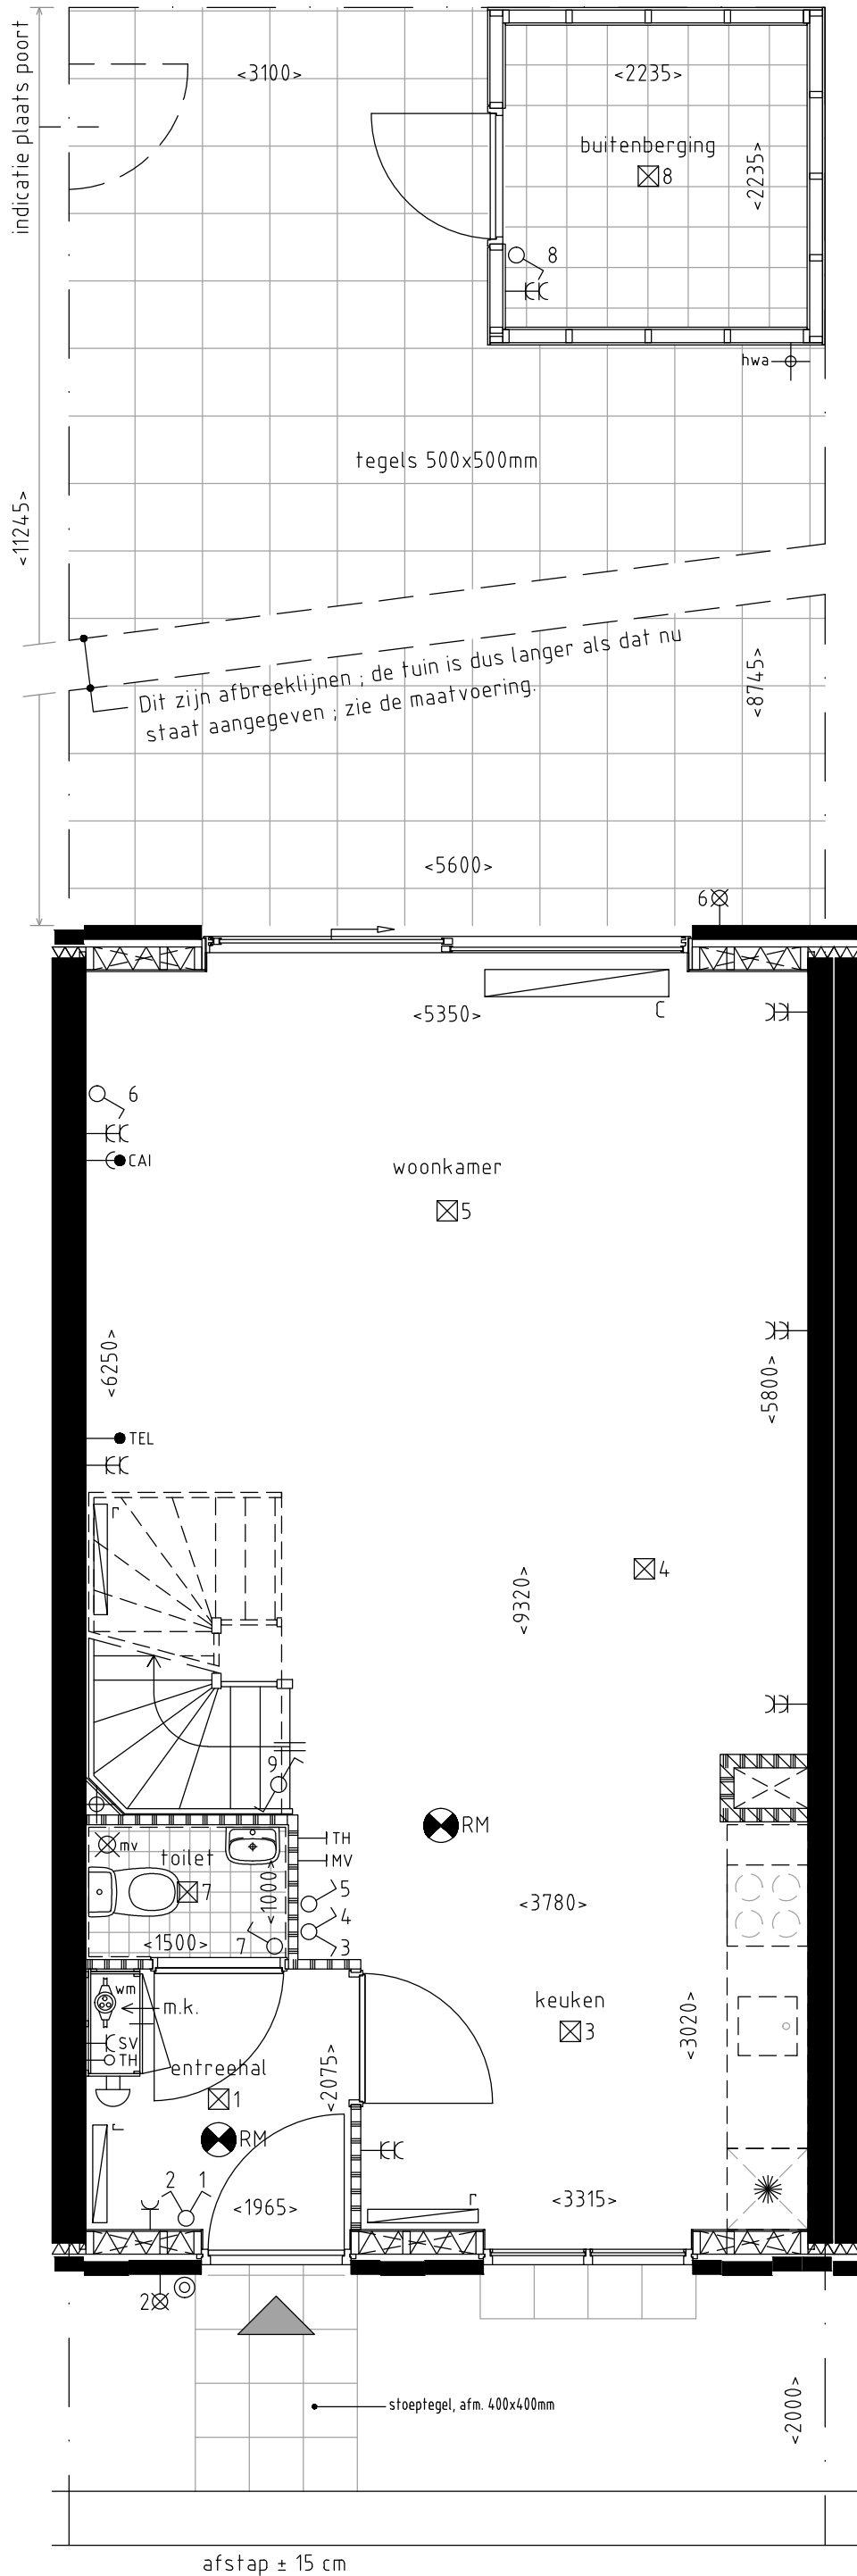 indicatie plaats poort
<3100>
<2235>
buitenberging
8
<2235>
8
hwa
tegels 500x500mm
<11245>
Dit zijn afbreeklijnen ; de tuin is dus langer als dat nu
staat aangegeven ; zie de maatvoering.
<8745>
<5600>
6
<5350>
C
6
CAI
woonkamer
5
<6250>
<5800>
TEL
r
4
<9320>
9
RM
TH
MV
mv
toilet
7
<1000>
5
4
3
<1500>
7
<3780>
wm
m.k.
SV
TH
keuken
3
<3020>
entreehal
1
<2075>
r
RM
2
1
<1965>
r
<3315>
2
stoeptegel, afm. 400x400mm
<2000>
afstap ± 15 cm